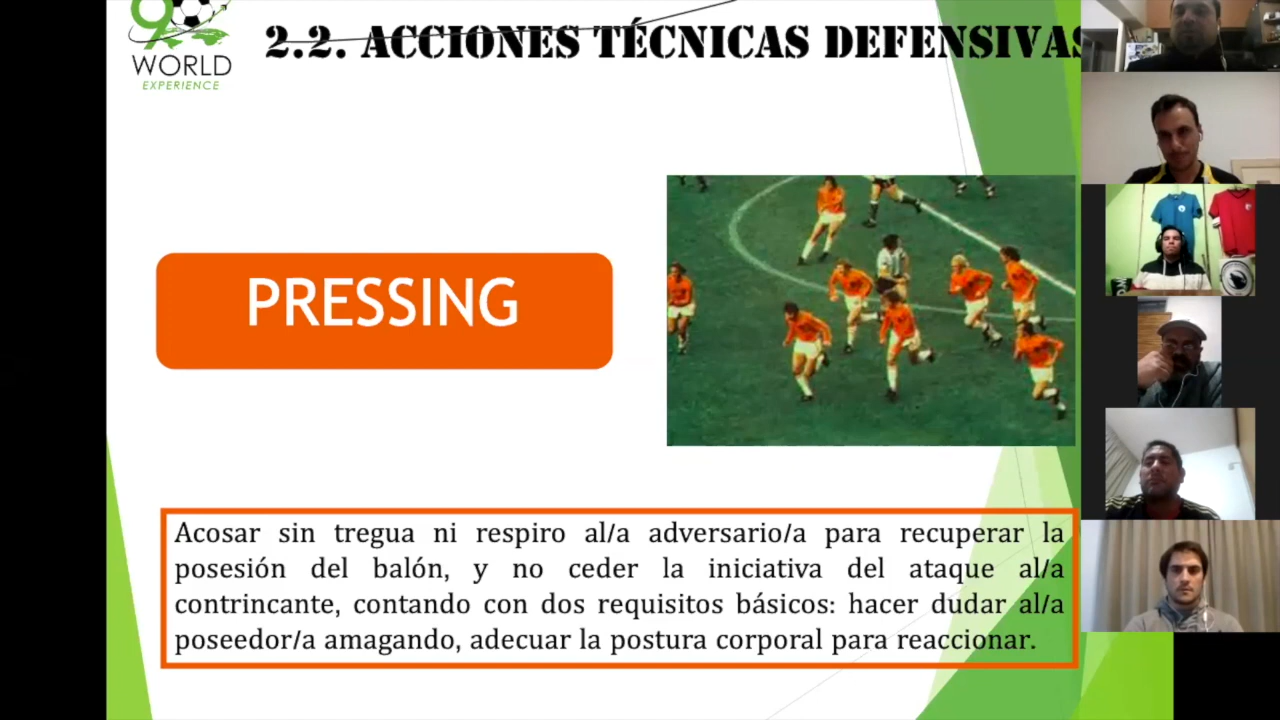 90
WORLD
EXPERIENCE
2.2. ACCIONES TÉCNICAS DEFENSIVAS
PRESSING
Acosar sin tregua ni respiro al/a adversario/a para recuperar la
posesión del balón, y no ceder la iniciativa del ataque al/a
contrincante, contando con dos requisitos básicos: hacer dudar al/a
poseedor/a amagando, adecuar la postura corporal para reaccionar.